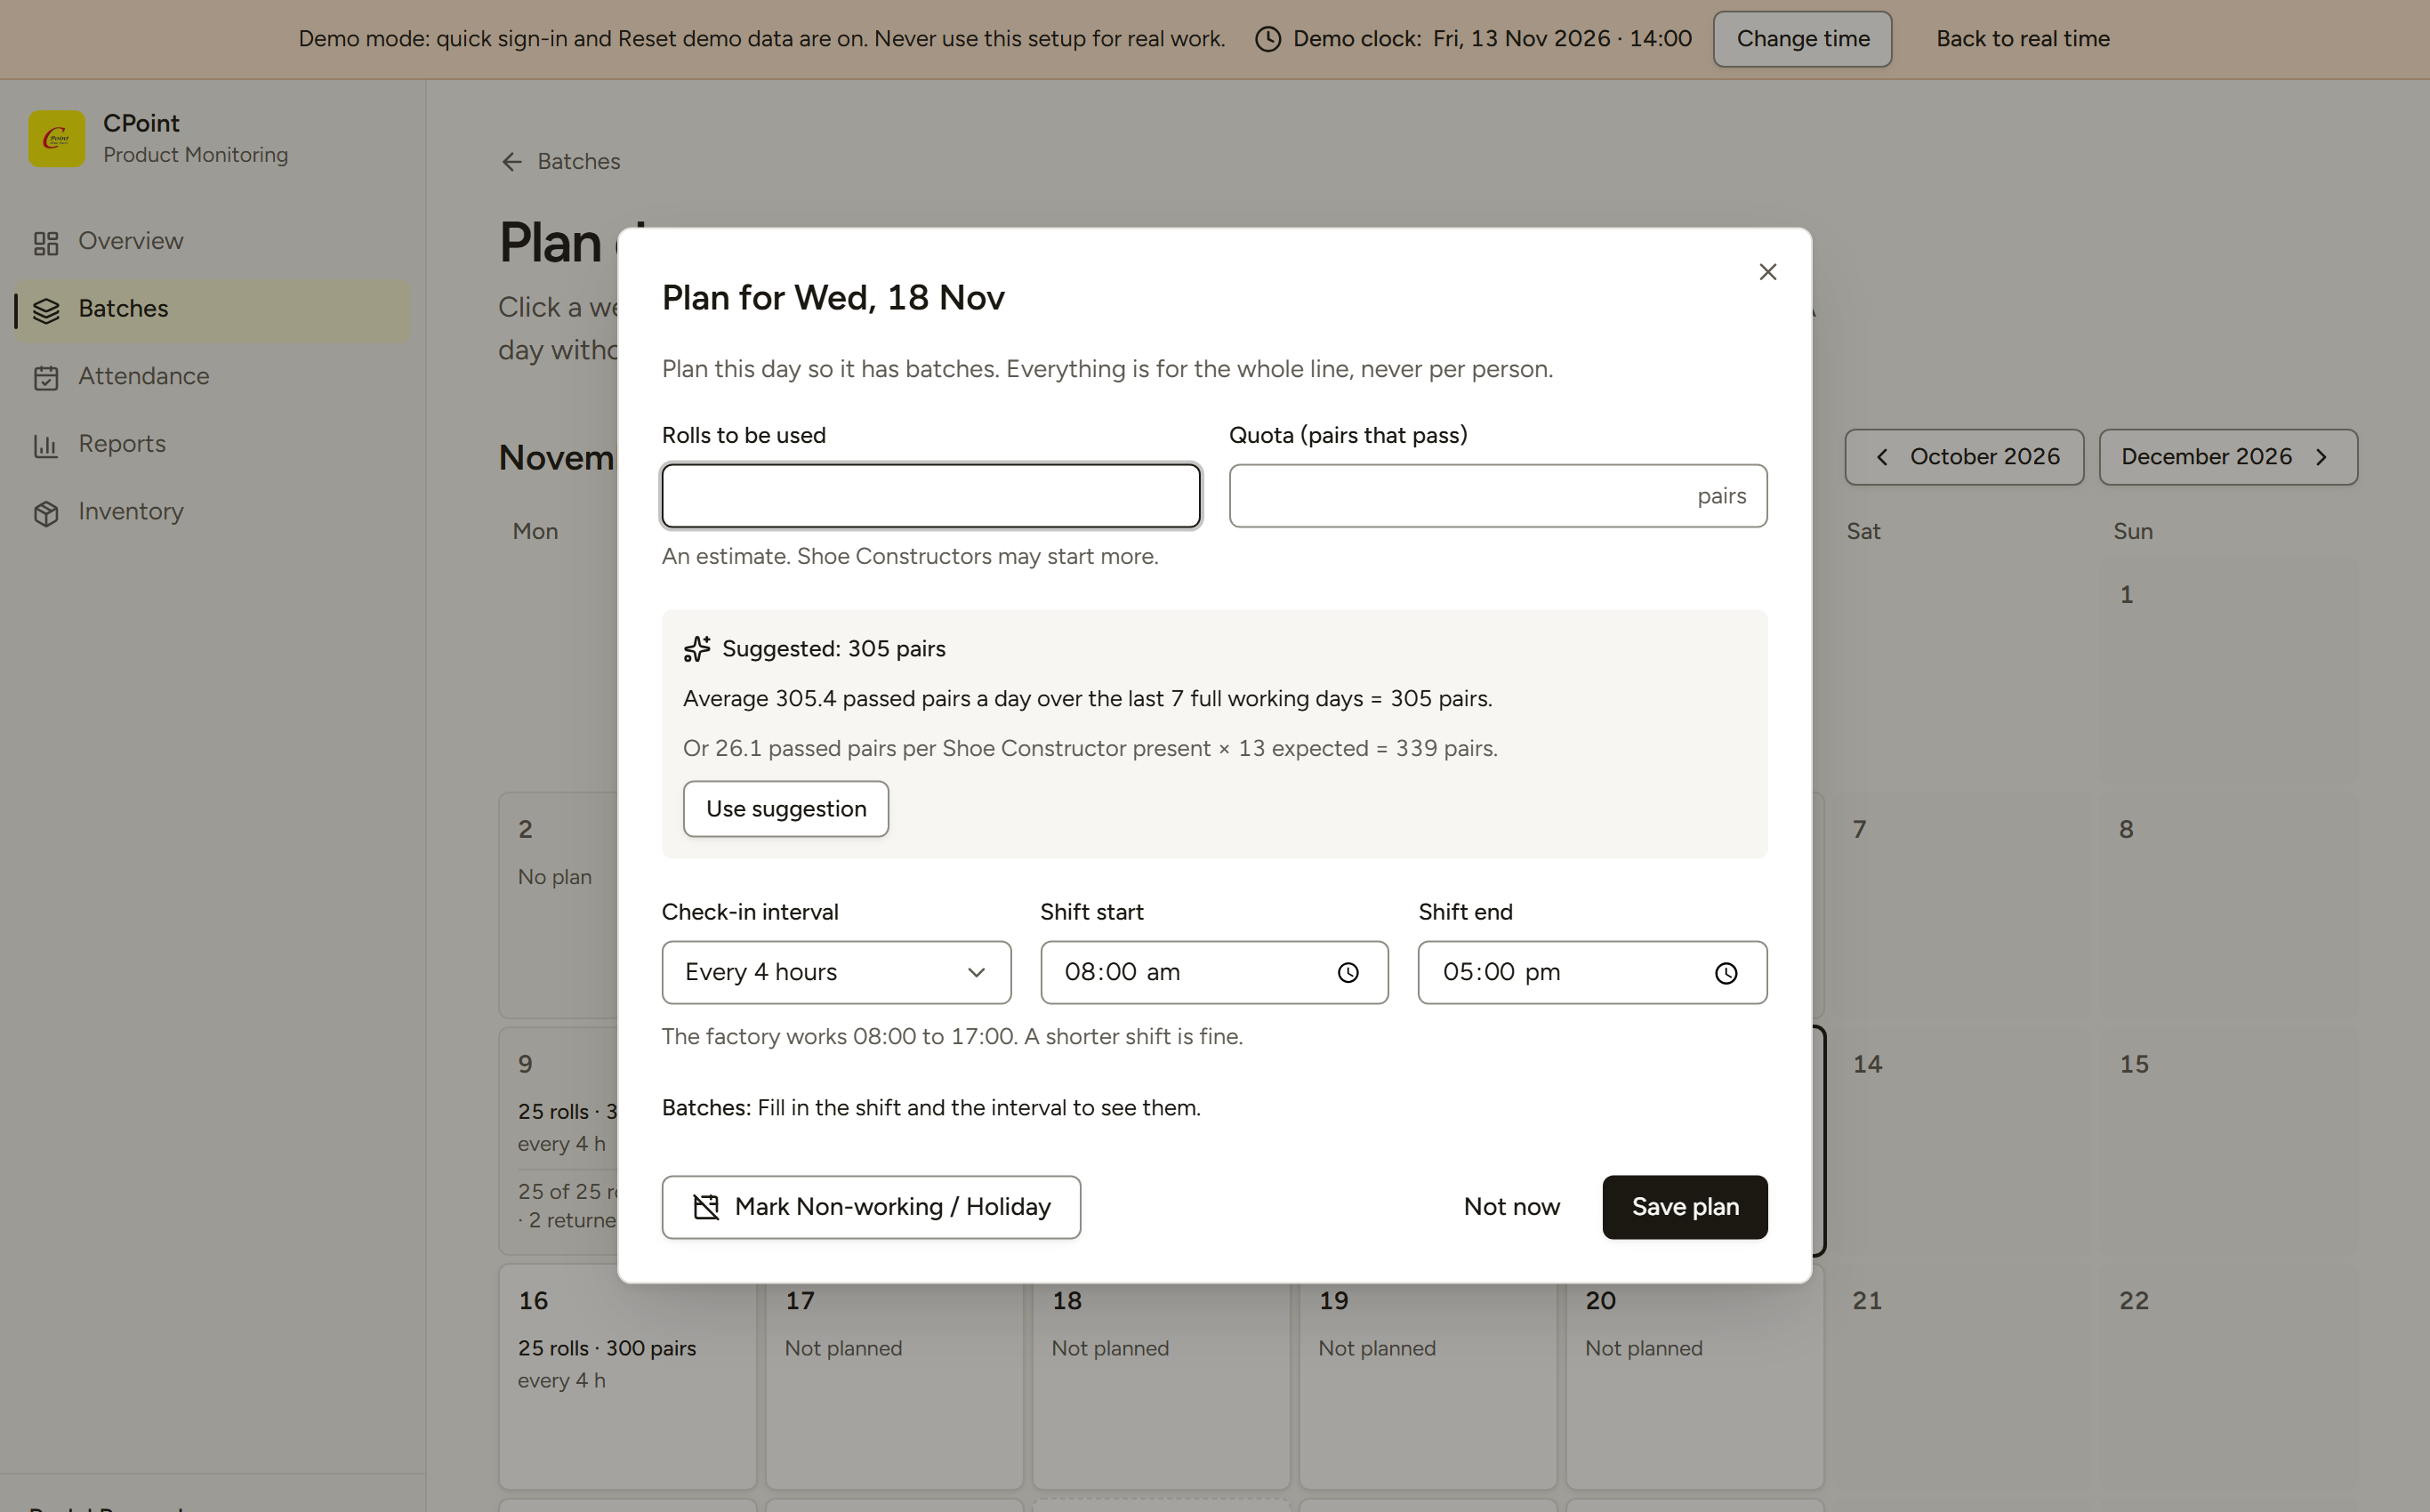 Demo mode: quick sign-in and Reset demo data are on. Never use this setup for real work.
Demo clock: Fri, 13 Nov 2026 · 14:00
Change time
Back to real time
CPoint
Product Monitoring
Overview
Batches
Attendance
Reports
Inventory
Batches
Plan
Click a
day
October 2026
December 2026
Mon
Sat
Sun
1
2
No plan
7
8
9
25 rolls ·
every 4 h
25 of 25
· 2
14
15
16
25 rolls · 300 pairs
every 4 h
17
Not planned
18
Not planned
19
Not planned
20
Not planned
21
22
Plan for Wed, 18 Nov
Plan this day so it has batches. Everything is for the whole line, never per person.
Rolls to be used
Quota (pairs that pass)
pairs
An estimate. Shoe Constructors may start more.
Suggested: 305 pairs
Average 305.4 passed pairs a day over the last 7 full working days = 305 pairs.
Or 26.1 passed pairs per Shoe Constructor present × 13 expected = 339 pairs.
Use suggestion
Check-in interval
Shift start
Shift end
Every 4 hours
08:00 am
05:00 pm
The factory works 08:00 to 17:00. A shorter shift is fine.
Batches: Fill in the shift and the interval to see them.
Mark Non-working / Holiday
Not now
Save plan